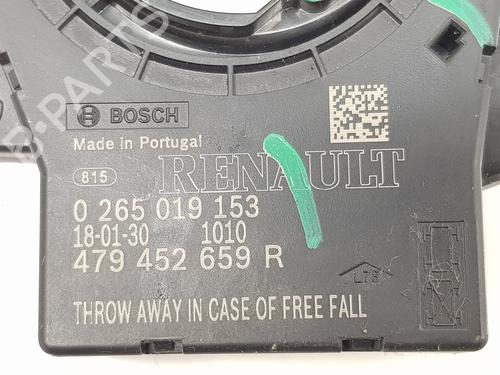 BOSCH
Made in Portugal
815
RENAULT
0 265 019 153
18-01-30 1010
479 452 659 R
L78
THROW AWAY IN CASE OF FREE FALL